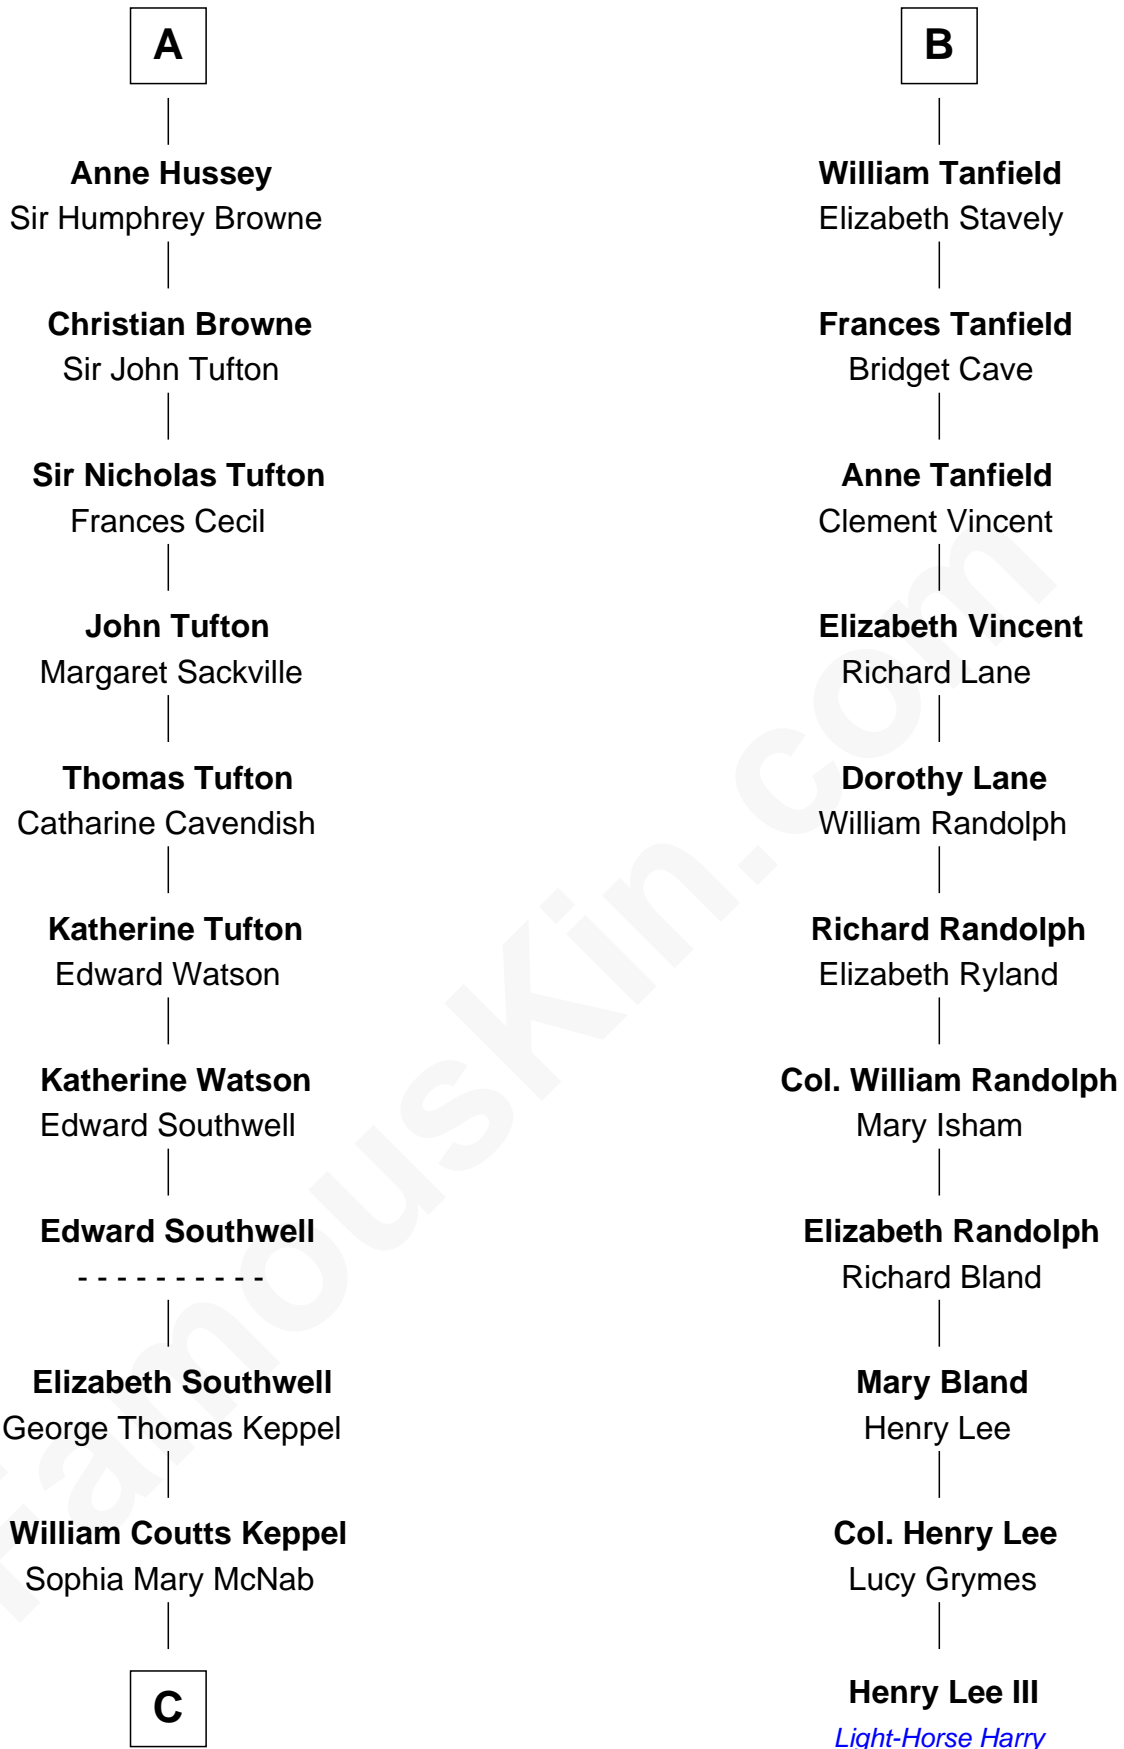 A
Anne Hussey
Sir Humphrey Browne
Christian Browne
Sir John Tufton
Sir Nicholas Tufton
Frances Cecil
John Tufton
Margaret Sackville
Thomas Tufton
Catharine Cavendish
Katherine Tufton
Edward Watson
Katherine Watson
Edward Southwell
Edward Southwell
- - - - - - - - - -
Elizabeth Southwell
George Thomas Keppel
William Coutts Keppel
Sophia Mary McNab
C
B
William Tanfield
Elizabeth Stavely
Frances Tanfield
Bridget Cave
Anne Tanfield
Clement Vincent
Elizabeth Vincent
Richard Lane
Dorothy Lane
William Randolph
Richard Randolph
Elizabeth Ryland
Col. William Randolph
Mary Isham
Elizabeth Randolph
Richard Bland
Mary Bland
Henry Lee
Col. Henry Lee
Lucy Grymes
Henry Lee III
Light-Horse Harry
FamousKin.com